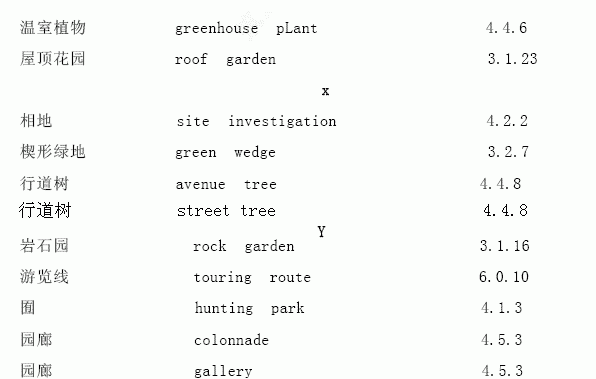 温室植物 greenhouse pLant 4.4.6
屋顶花园 roof garden 3.1.23
x
相地 site investigation 4.2.2
楔形绿地 green wedge 3.2.7
行道树 avenue tree 4.4.8
行道树 street tree 4.4.8
Y
岩石园 rock garden 3.1.16
游览线 touring route 6.0.10
囿 hunting park 4.1.3
园廊 colonnade 4.5.3
园廊 gallery 4.5.3